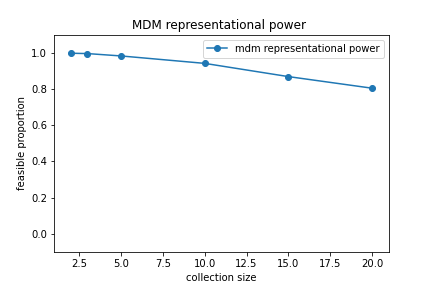 MDM representational power
mdm representational power
feasible proportion
1.0
0.8
0.6
0.4
0.2
0.0
2.5 5.0 7.5 10.0 12.5 15.0 17.5 20.0
collection size